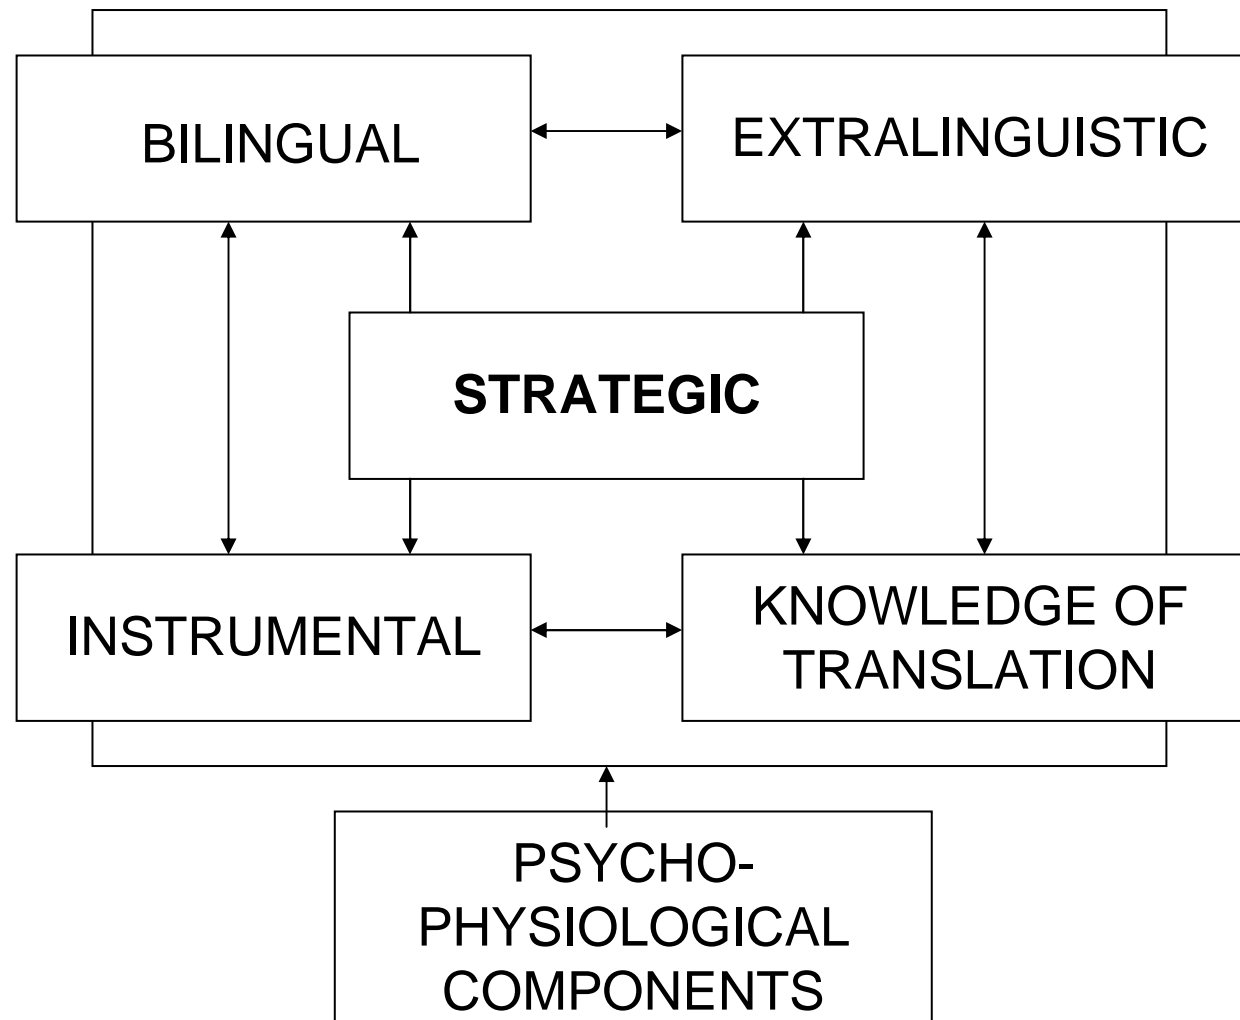 BILINGUAL
EXTRALINGUISTIC
STRATEGIC
INSTRUMENTAL
KNOWLEDGE OF
TRANSLATION
PSYCHO-
PHYSIOLOGICAL
COMPONENTS